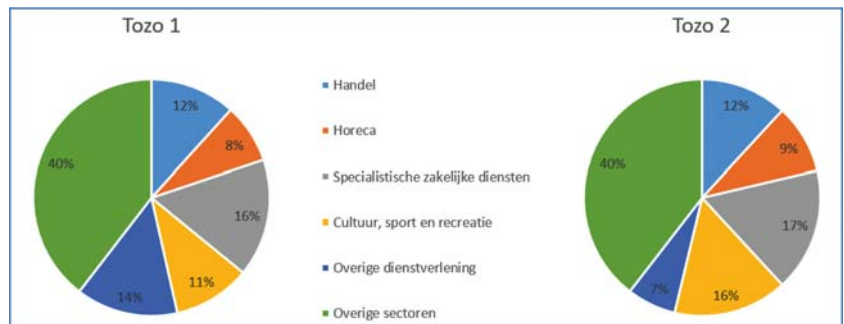 Tozo 1
12%
8%
16%
11%
14%
40%
Handel
Horeca
Specialistische zakelijke diensten
Cultuur, sport en recreatie
Overige dienstverlening
Overige sectoren
Tozo 2
12%
9%
17%
16%
7%
40%